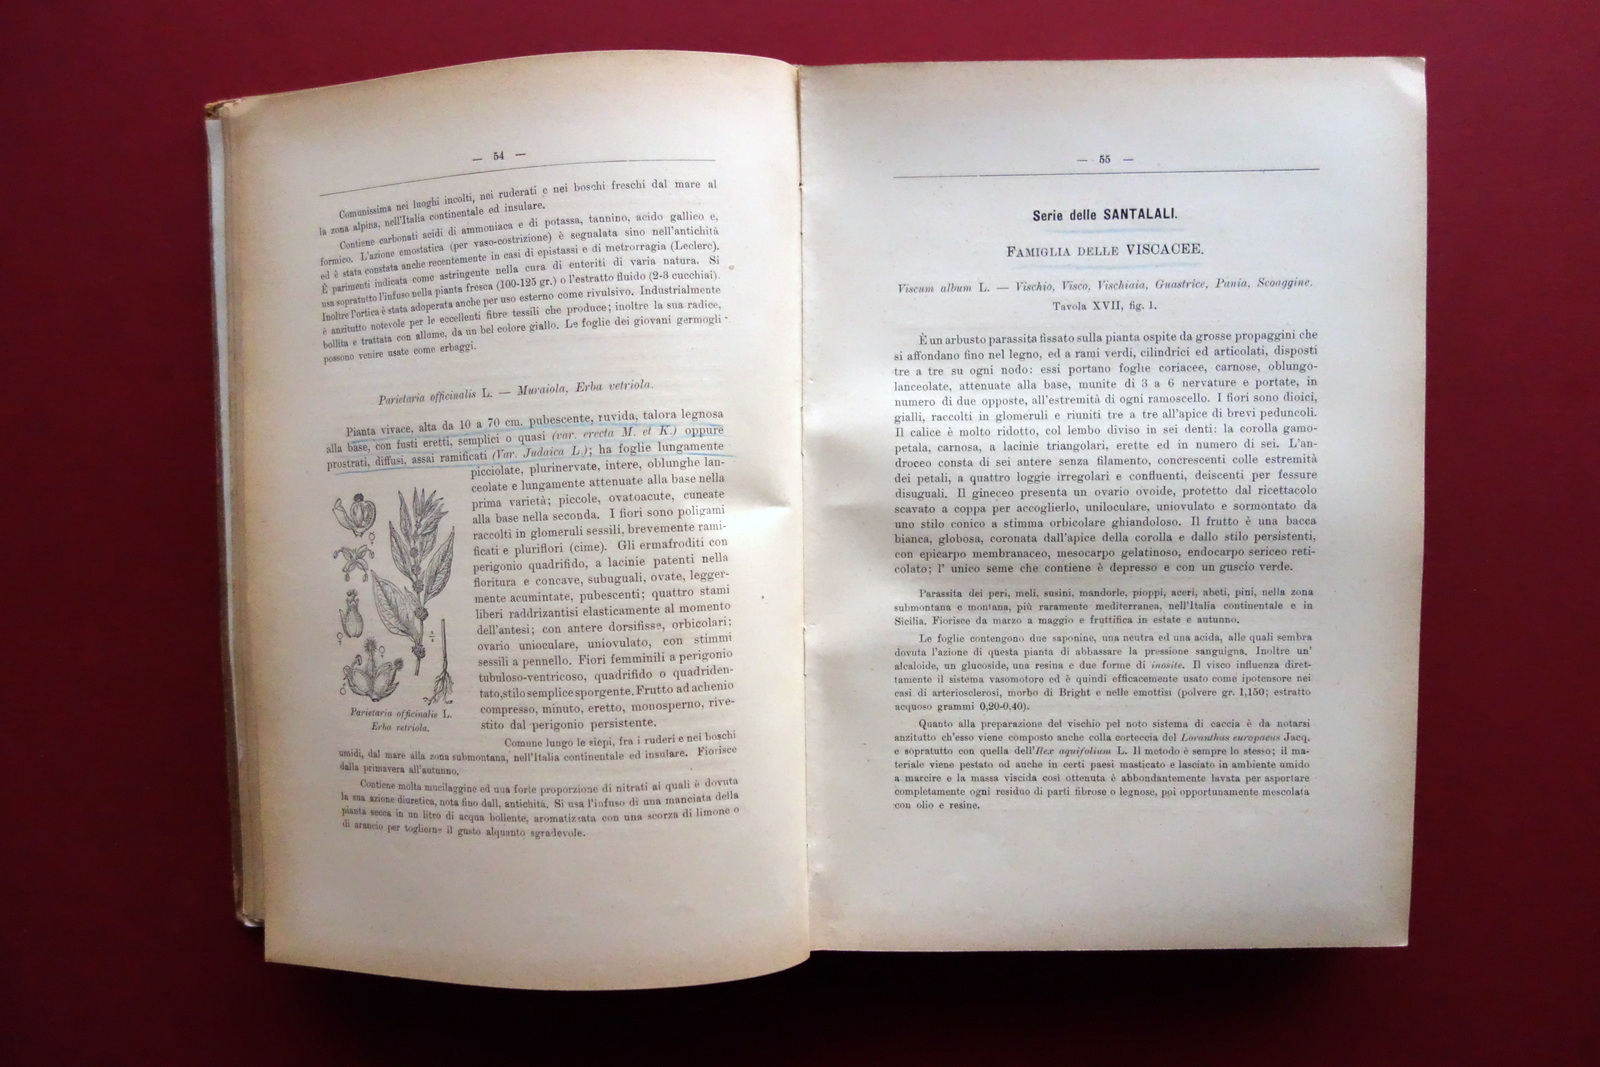 — 54 —
Comunissima nei luoghi incolti, nei ruderati e nei boschi freschi dal mare al
la zona alpina, nell'Italia continentale ed insulare.
Contiene carbonati acidi di ammoniaca e di potassa, tannino, acido gallico e,
formico. L'azione emostatica (per vaso-costrizione) è segnalata sino nell'antichità
ed è stata constata anche recentemente in casi di epistassi e di metrorragia (Leclerc).
È parimenti indicata come astringente nella cura di enteriti di varia natura. Si
usa sopratutto l'infuso nella pianta fresca (100-125 gr.) o l'estratto fluido (2-3 cucchiai).
Inoltre l'ortica è stata adoperata anche per uso esterno come rivulsivo. Industrialmente
è anzitutto notevole per le eccellenti fibre tessili che produce; inoltre la sua radice,
bollita e trattata con allume, da un bel colore giallo. Le foglie dei giovani germogli
possono venire usate come erbaggi.
Parietaria officinalis L. — Muraiola, Erba vetriola.
Pianta vivace, alta da 10 a 70 cm. pubescente, ruvida, talora legnosa
alla base, con fusti eretti, semplici o quasi (var. erecta M. et K.) oppure
prostrati, diffusi, assai ramificati (Var. Judaica L.); ha foglie lungamente
picciolate, plurinervate, intere, oblunghe lan-
ceolate e lungamente attenuate alla base nella
prima varietà; piccole, ovatoacute, cuneate
alla base nella seconda. I fiori sono poligami
raccolti in glomeruli sessili, brevemente rami-
ficati e pluriflori (cime). Gli ermafroditi con
perigonio quadrifido, a lacinie patenti nella
floritura e concave, subuguali, ovate, legger-
mente acumintate, pubescenti; quattro stami
liberi raddrizantisi elasticamente al momento
dell'antesi; con antere dorsifisse, orbicolari;
ovario unioculare, uniovulato, con stimmi
sessili a pennello. Fiori femminili a perigonio
tubuloso-ventricoso, quadrifido o quadriden-
tato, stilo semplice sporgente. Frutto ad achenio
compresso, minuto, eretto, monosperno, rive-
stito dal perigonio persistente.
Parietaria officinalis L.
Erba vetriola.
Comune lungo le siepi, fra i ruderi e nei boschi
umidi, dal mare alla zona submontana, nell'Italia continentale ed insulare. Fiorisce
dalla primavera all'autunno.
Contiene molta mucilaggine ed una forte proporzione di nitrati ai quali è dovuta
la sua azione diuretica, nota fino dall, antichità. Si usa l'infuso di una manciata della
pianta secca in un litro di acqua bollente, aromatizzata con una scorza di limone o
di arancio per togliere il gusto alquanto sgradevole.
— 55 —
Serie delle SANTALALI.
FAMIGLIA DELLE VISCACEE.
Viscum album L. — Vischio, Visco, Vischiaia, Guastrice, Pania, Scoaggine.
Tavola XVII, fig. 1.
È un arbusto parassita fissato sulla pianta ospite da grosse propaggini che
si affondano fino nel legno, ed a rami verdi, cilindrici ed articolati, disposti
tre a tre su ogni nodo: essi portano foglie coriacee, carnose, oblungo-
lanceolate, attenuate alla base, munite di 3 a 6 nervature e portate, in
numero di due opposte, all'estremità di ogni ramoscello. I fiori sono dioici,
gialli, raccolti in glomeruli e riuniti tre a tre all'apice di brevi peduncoli.
Il calice è molto ridotto, col lembo diviso in sei denti: la corolla gamo-
petala, carnosa, a lacinie triangolari, erette ed in numero di sei. L'an-
droceo consta di sei antere senza filamento, concrescenti colle estremità
dei petali, a quattro loggie irregolari e confluenti, deiscenti per fessure
disuguali. Il gineceo presenta un ovario ovoide, protetto dal ricettacolo
scavato a coppa per accoglierlo, uniloculare, uniovulato e sormontato da
uno stilo conico a stimma orbicolare ghiandoloso. Il frutto è una bacca
bianca, globosa, coronata dall'apice della corolla e dallo stilo persistenti,
con epicarpo membranaceo, mesocarpo gelatinoso, endocarpo sericeo reti-
colato; l' unico seme che contiene è depresso e con un guscio verde.
Parassita dei peri, meli, susini, mandorle, pioppi, aceri, abeti, pini, nella zona
submontana e montana, più raramente mediterranea, nell'Italia continentale e in
Sicilia. Fiorisce da marzo a maggio e fruttifica in estate e autunno.
Le foglie contengono due saponine, una neutra ed una acida, alle quali sembra
dovuta l'azione di questa pianta di abbassare la pressione sanguigna. Inoltre un'
alcaloide, un glucoside, una resina e due forme di inosite. Il visco influenza diret-
tamente il sistema vasomotore ed è quindi efficacemente usato come ipotensore nei
casi di arteriosclerosi, morbo di Bright e nelle emottisi (polvere gr. 1,150; estratto
acquoso grammi 0,20-0,40).
Quanto alla preparazione del vischio pel noto sistema di caccia è da notarsi
anzitutto ch'esso viene composto anche colla corteccia del Loranthus europaeus Jacq.
e sopratutto con quella dell'Ilex aquifolium L. Il metodo è sempre lo stesso; il ma-
teriale viene pestato od anche in certi paesi masticato e lasciato in ambiente umido
a marcire e la massa viscida così ottenuta è abbondantemente lavata per asportare
completamente ogni residuo di parti fibrose o legnose, poi opportunamente mescolata
con olio e resine.